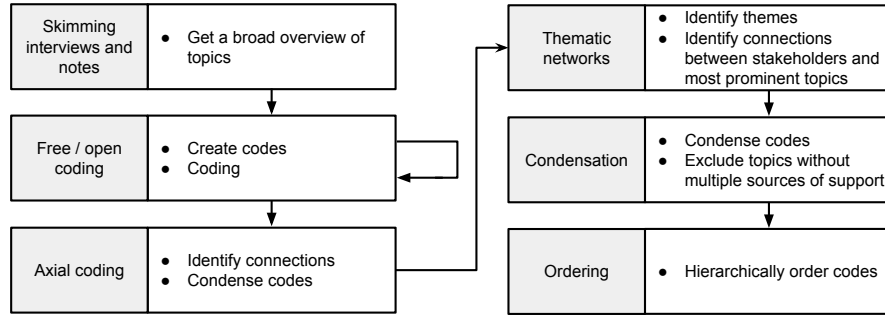 Skimming
interviews and
notes
● Get a broad overview of
topics
Free / open
coding
● Create codes
● Coding
Axial coding
● Identify connections
● Condense codes
Thematic
networks
● Identify themes
● Identify connections
between stakeholders and
most prominent topics
Condensation
● Condense codes
● Exclude topics without
multiple sources of support
Ordering
● Hierarchically order codes